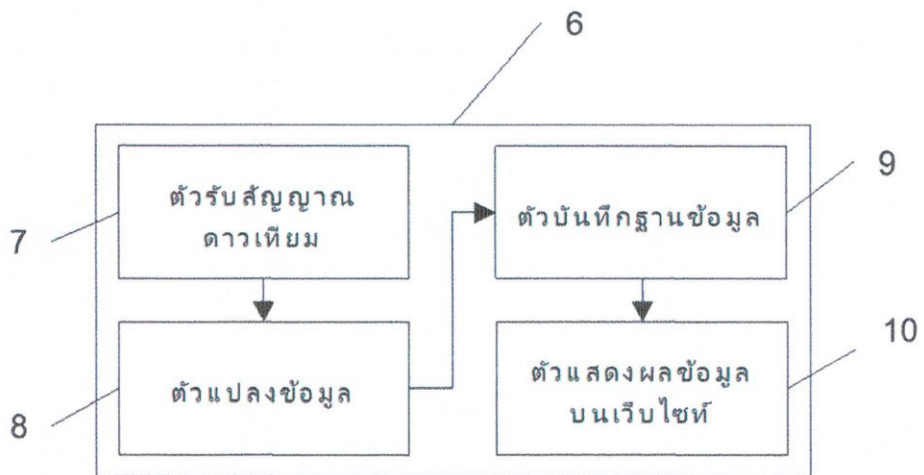 6
7
ตัวรับสัญญาณ
ดาวเทียม
8
ตัวแปลงข้อมูล
ตัวบันทึกฐานข้อมูล
9
ตัวแสดงผลข้อมูล
บนเว็บไซท์
10